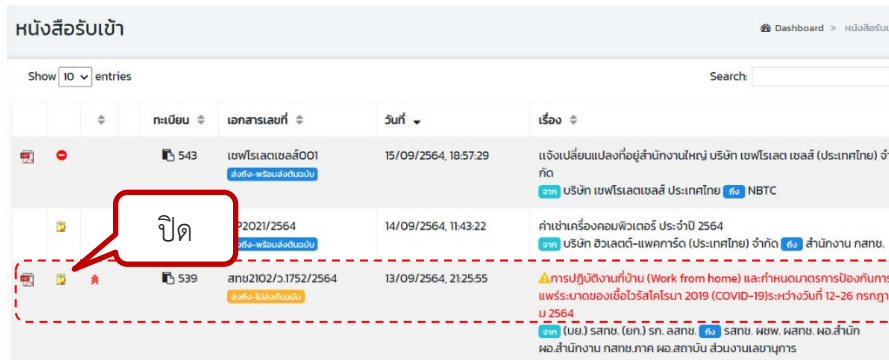 หนังสือรับเข้า
Dashboard > หนังสือรับเ
Show 10 entries
Search:
ทะเบียน เอกสารเลขที่ วันที่ เรื่อง
543 เชฟโรเลตเซลส์001 15/09/2564, 18:57:29 แจ้งเปลี่ยนแปลงที่อยู่สำนักงานใหญ่ บริษัท เชฟโรเลต เซลส์ (ประเทศไทย) จำ
กัด
ส่งถึง-พร้อมส่งต้นฉบับ
จาก บริษัท เชฟโรเลตเซลส์ ประเทศไทย ถึง NBTC
ปิด
P2021/2564 14/09/2564, 11:43:22 ค่าเช่าเครื่องคอมพิวเตอร์ ประจำปี 2564
ส่งถึง-พร้อมส่งต้นฉบับ จาก บริษัท ฮิวเลตต์-แพคการ์ด (ประเทศไทย) จำกัด ถึง สำนักงาน กสทช.
539 สทช2102/ว.1752/2564 13/09/2564, 21:25:55 การปฏิบัติงานที่บ้าน (Work from home) และกำหนดมาตรการป้องกันการ
ส่งถึง-ไม่ส่งต้นฉบับ แพร่ระบาดของเชื้อไวรัสโคโรนา 2019 (COVID-19)ระหว่างวันที่ 12-26 กรกฎา
ม 2564
จาก (บย.) รสทช. (ยก.) รก. ลสทช. ถึง รสทช. ผชพ. ผสทช. ผอ.สำนัก
ผอ.สำนักงาน กสทช.ภาค ผอ.สถาบัน ส่วนงานเลขานุการ